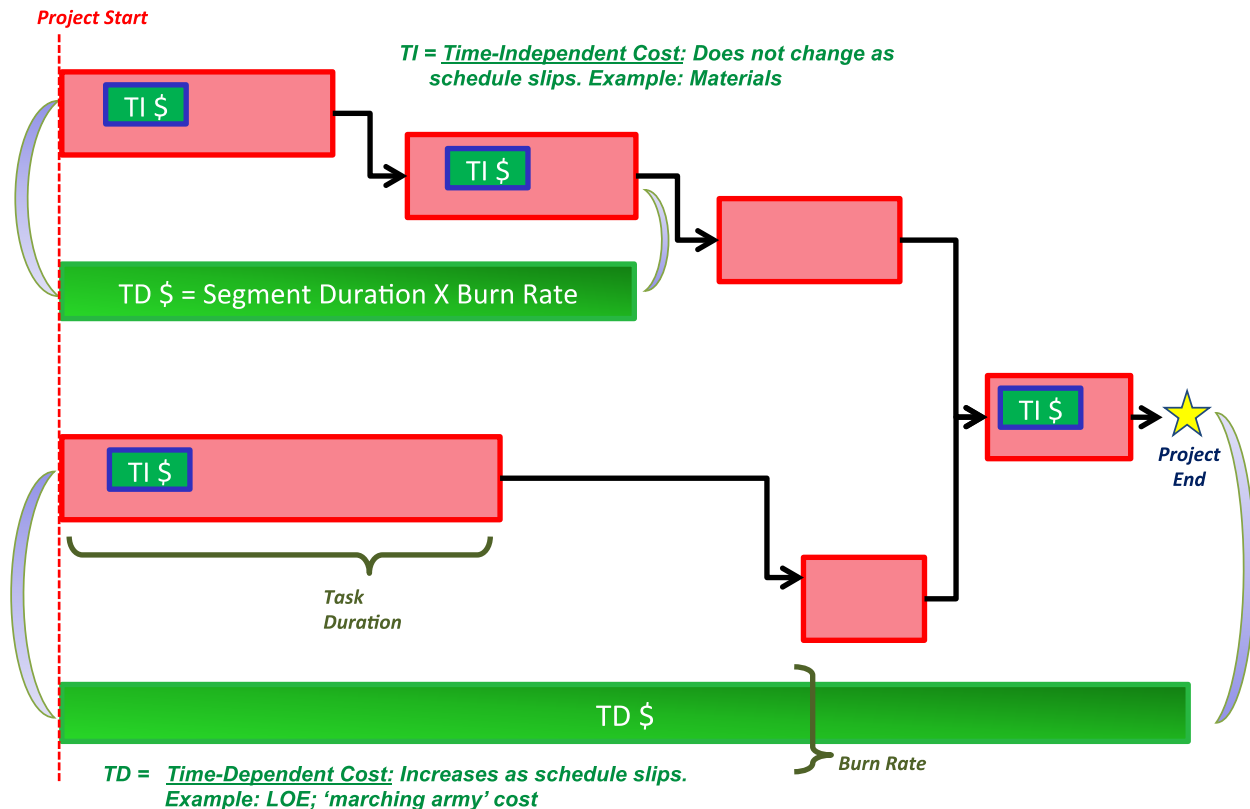 Project Start
TI = Time-Independent Cost: Does not change as
schedule slips. Example: Materials
TI $
TI $
TD $ = Segment Duration X Burn Rate
TI $
Project
End
TI $
Task
Duration
TD $
Burn Rate
TD = Time-Dependent Cost: Increases as schedule slips.
Example: LOE; ‘marching army’ cost